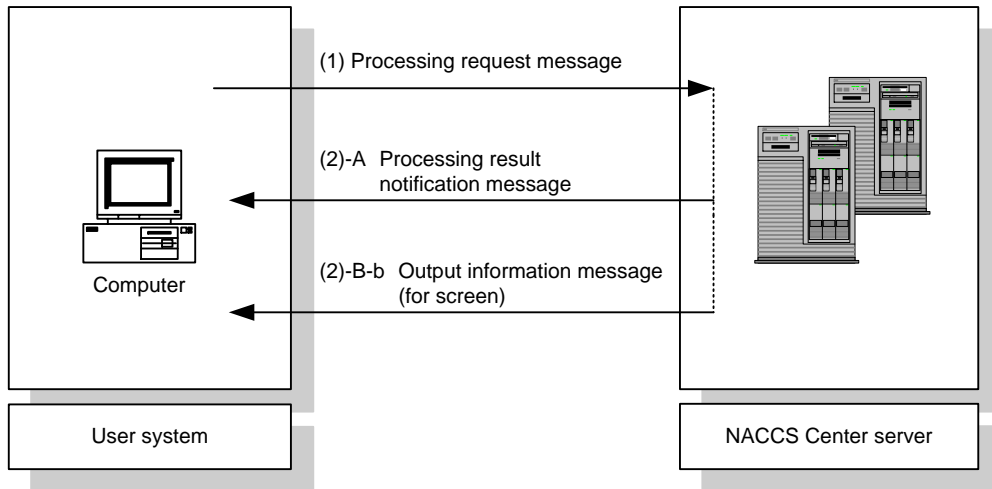 (1) Processing request message
(2)-A Processing result
notification message
(2)-B-b Output information message
(for screen)
Computer
User system
NACCS Center server